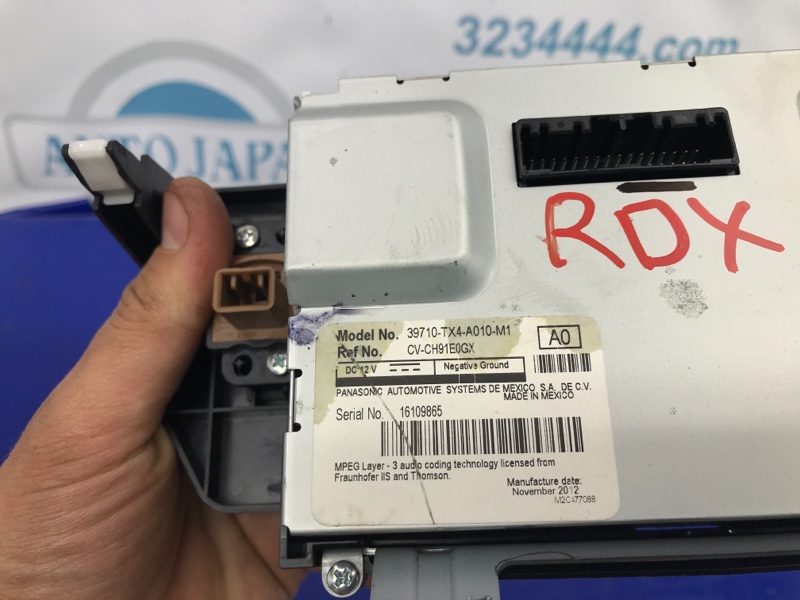 3234444.com
AUTO JAPA
RDX
Model No. 39710-TX4-A010-M1
A0
Ref No. CV-CH91E0GX
DC 12 V
Negative Ground
PANASONIC AUTOMOTIVE SYSTEMS DE MEXICO S.A. DE C.V.
MADE IN MEXICO
Serial No. 16109865
MPEG Layer - 3 audio coding technology licensed from
Fraunhofer IIS and Thomson.
Manufacture date:
November 2012
M2C477088